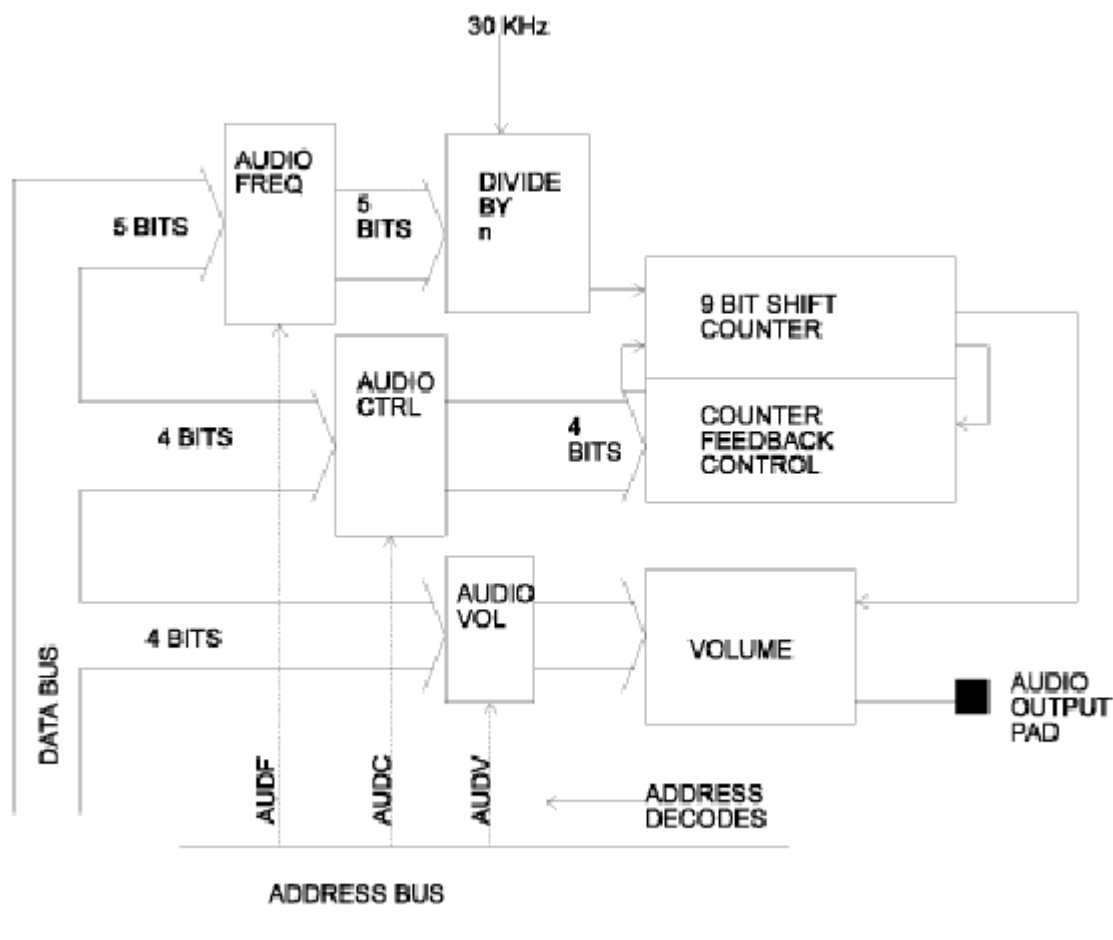 30 KHz
AUDIO
FREQ
DIVIDE
BY
n
5 BITS
5
BITS
9 BIT SHIFT
COUNTER
AUDIO
CTRL
4 BITS
4
BITS
COUNTER
FEEDBACK
CONTROL
AUDIO
VOL
4 BITS
VOLUME
AUDIO
OUTPUT
PAD
DATA BUS
AUDF
AUDC
AUDV
ADDRESS
DECODES
ADDRESS BUS